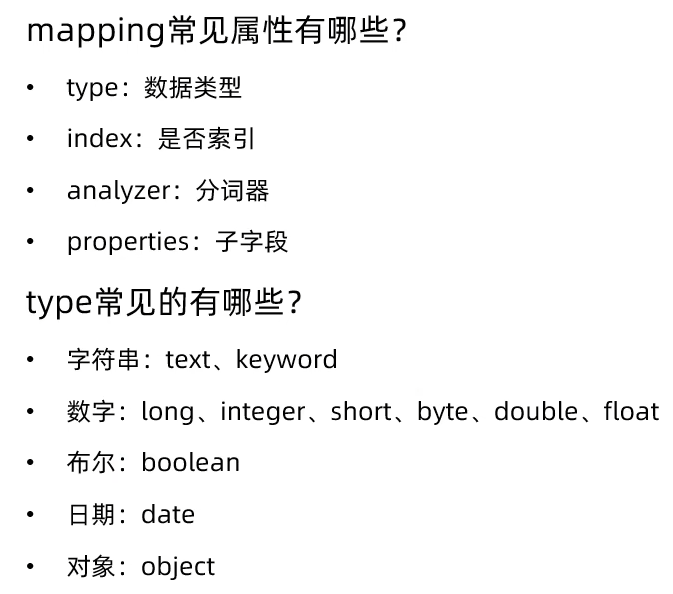 mapping常见属性有哪些？
• type：数据类型
• index：是否索引
• analyzer：分词器
• properties：子字段
type常见的有哪些？
• 字符串：text、keyword
• 数字：long、integer、short、byte、double、float
• 布尔：boolean
• 日期：date
• 对象：object